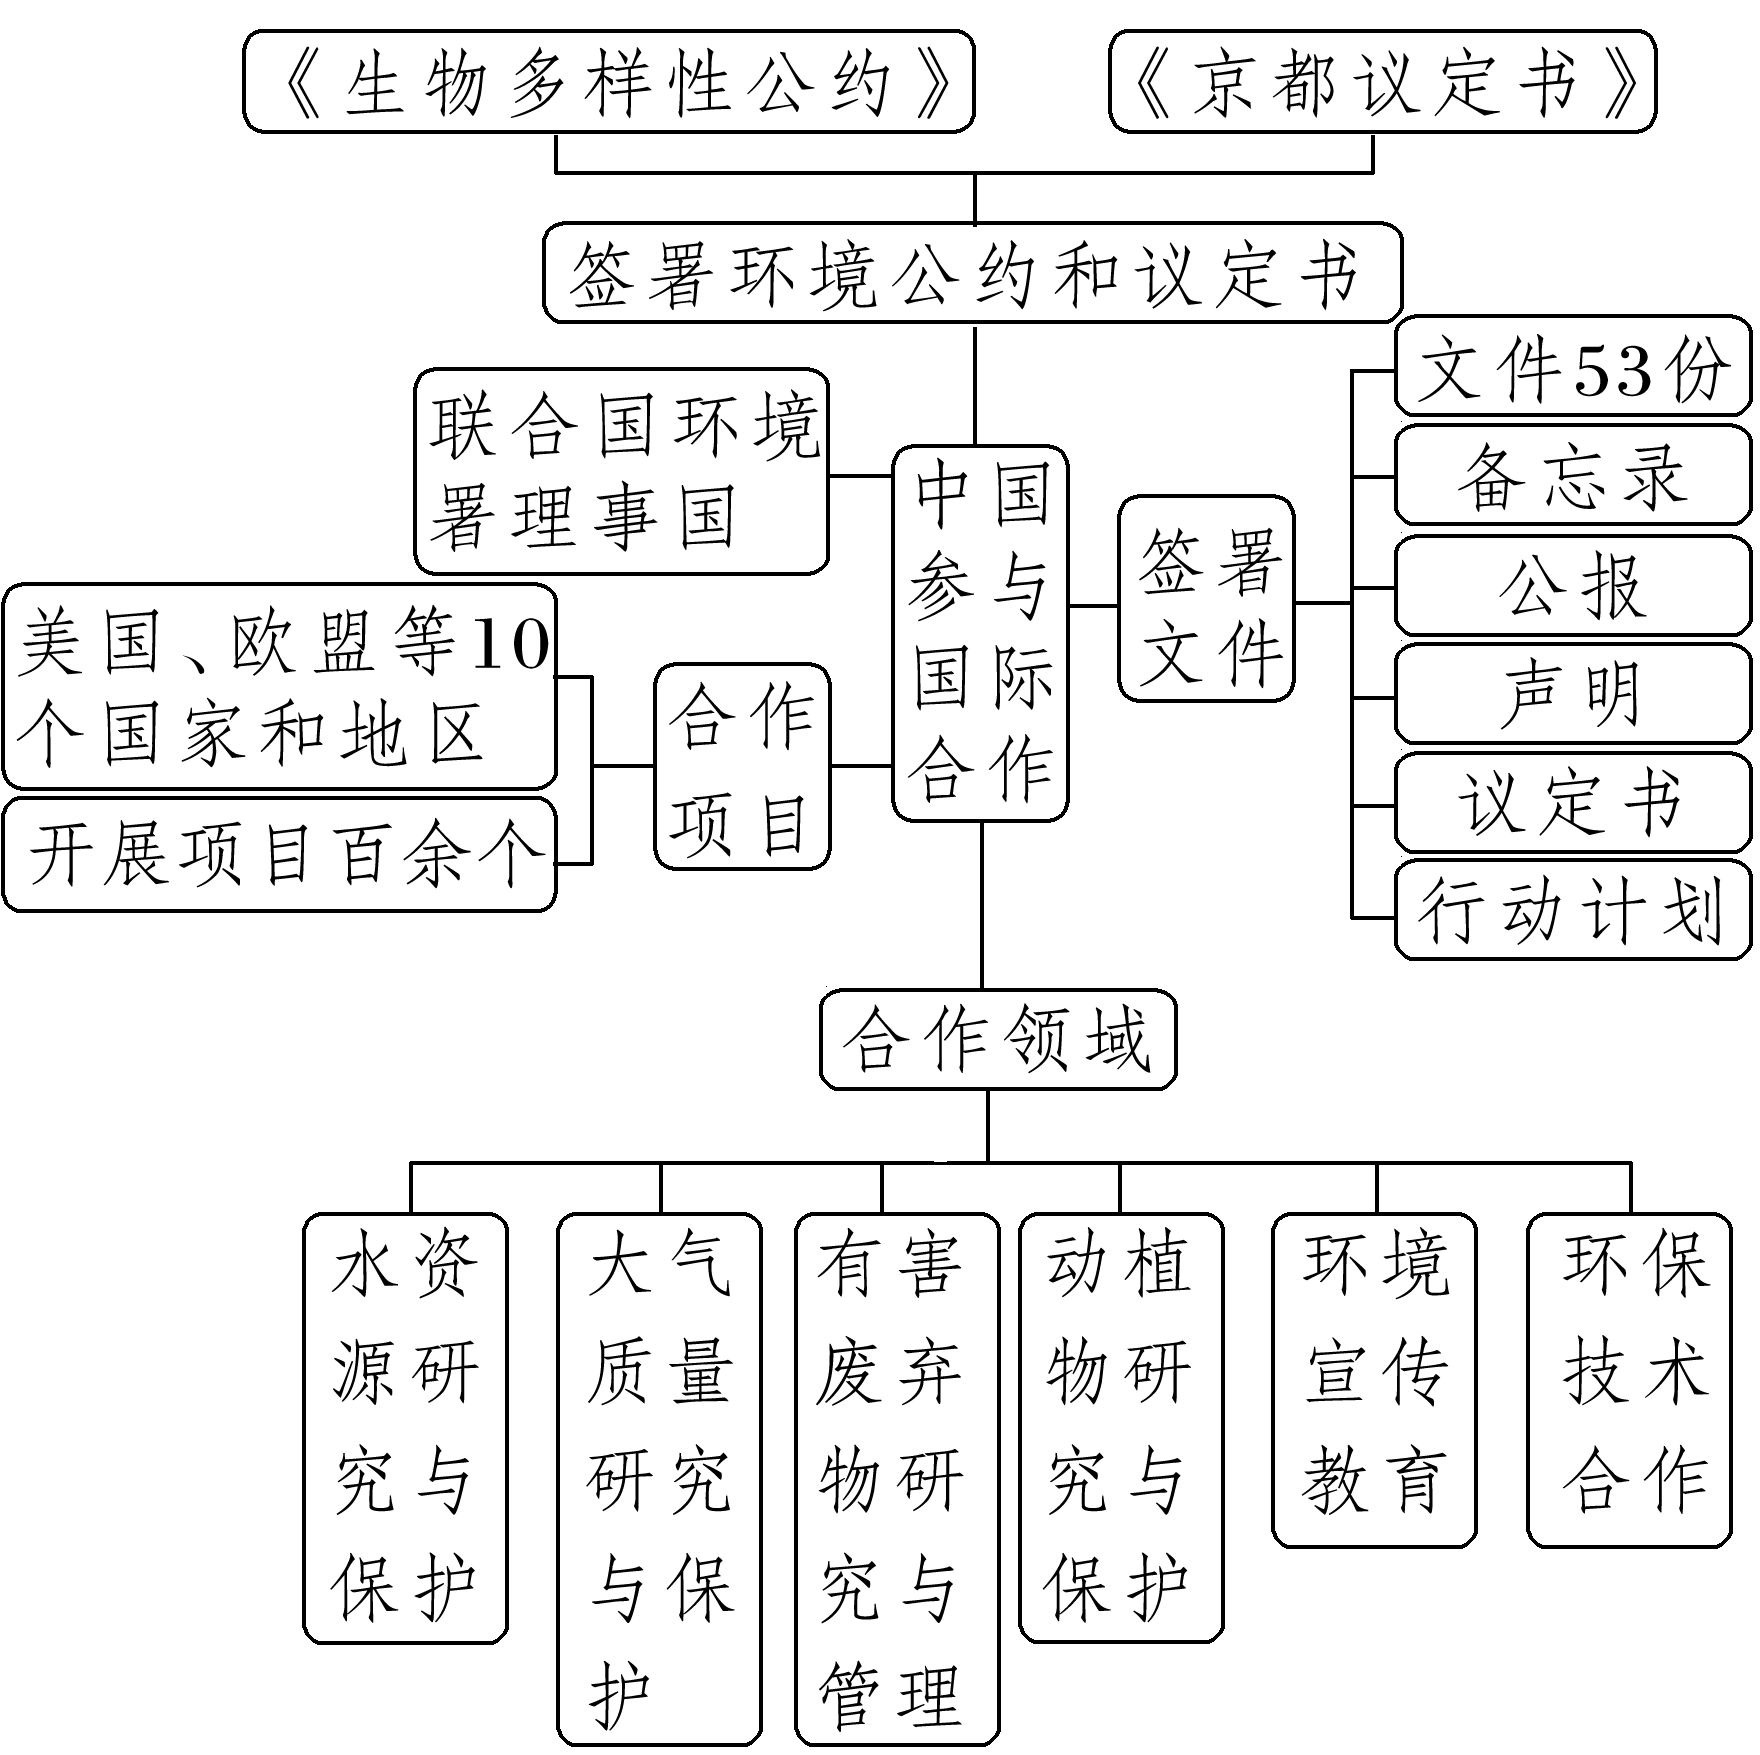 《生物多样性公约》
《京都议定书》
签署环境公约和议定书
联合国环境
署理事国
美国、欧盟等10
个国家和地区
开展项目百余个
合作
项目
中国
参与
国际
合作
签署
文件
文件53份
备忘录
公报
声明
议定书
行动计划
合作领域
水资
源研
究与
保护
大气
质量
研究
与保
护
有害
废弃
物研
究与
管理
动植
物研
究与
保护
环境
宣传
教育
环保
技术
合作